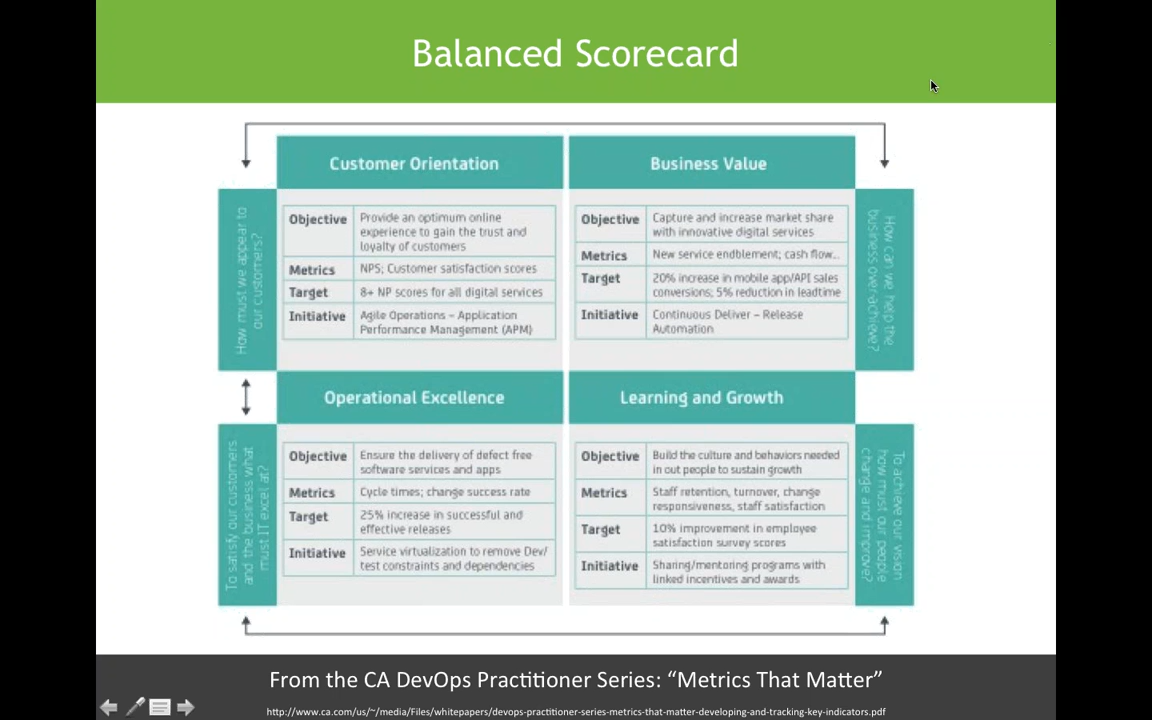 Balanced Scorecard
Customer Orientation
How must we appear to
our customers?
Objective
Provide an optimum online
experience to gain the trust and
loyalty of customers
Metrics
NPS; Customer satisfaction scores
Target
8+ NP scores for all digital services
Initiative
Agile Operations – Application
Performance Management (APM)
Business Value
Objective
Capture and increase market share
with innovative digital services
Metrics
New service endblement; cash flow...
Target
20% increase in mobile app/API sales
conversions; 5% reduction in leadtime
Initiative
Continuous Deliver – Release
Automation
How can we help the
business over-achieve?
Operational Excellence
To satisfy our customers
and the business what
must IT excel at?
Objective
Ensure the delivery of defect free
software services and apps
Metrics
Cycle times; change success rate
Target
25% increase in successful and
effective releases
Initiative
Service virtualization to remove Dev/
test constraints and dependencies
Learning and Growth
Objective
Build the culture and behaviors needed
in out people to sustain growth
Metrics
Staff retention, turnover, change
responsiveness, staff satisfaction
Target
10% improvement in employee
satisfaction survey scores
Initiative
Sharing/mentoring programs with
linked incentives and awards
To achieve our vision
how must our people
change and improve?
From the CA DevOps Practitioner Series: “Metrics That Matter”
http://www.ca.com/us/~/media/Files/whitepapers/devops-practitioner-series-metrics-that-matter-developing-and-tracking-key-indicators.pdf